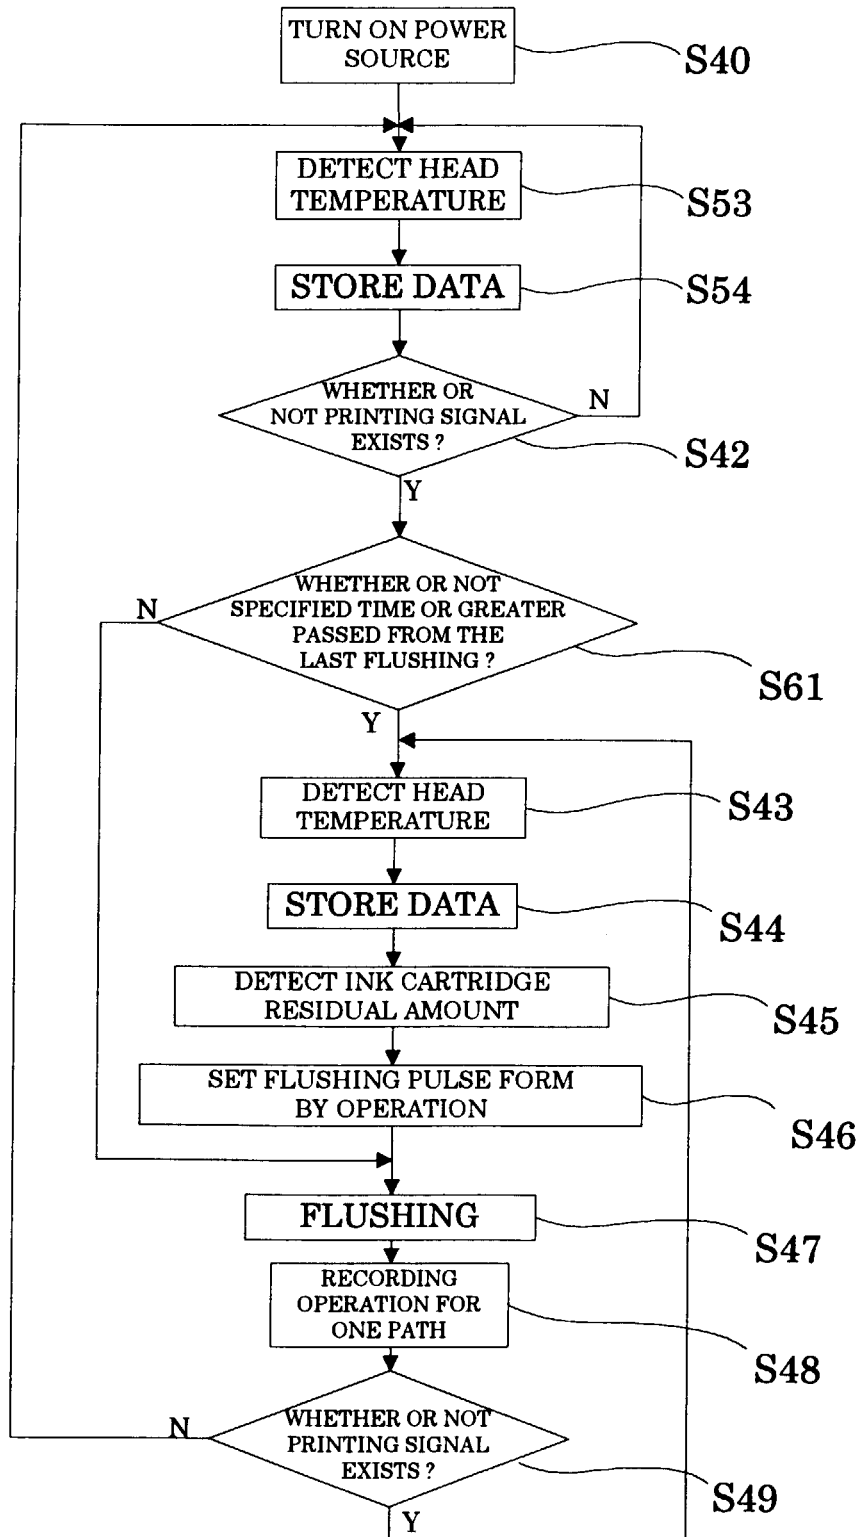 TURN ON POWER
SOURCE
S40
DETECT HEAD
TEMPERATURE
S53
STORE DATA
S54
WHETHER OR
NOT PRINTING SIGNAL
EXISTS ?
N
S42
Y
WHETHER OR NOT
SPECIFIED TIME OR GREATER
PASSED FROM THE
LAST FLUSHING ?
N
S61
Y
DETECT HEAD
TEMPERATURE
S43
STORE DATA
S44
DETECT INK CARTRIDGE
RESIDUAL AMOUNT
S45
SET FLUSHING PULSE FORM
BY OPERATION
S46
FLUSHING
S47
RECORDING
OPERATION FOR
ONE PATH
S48
N
WHETHER OR NOT
PRINTING SIGNAL
EXISTS ?
S49
Y